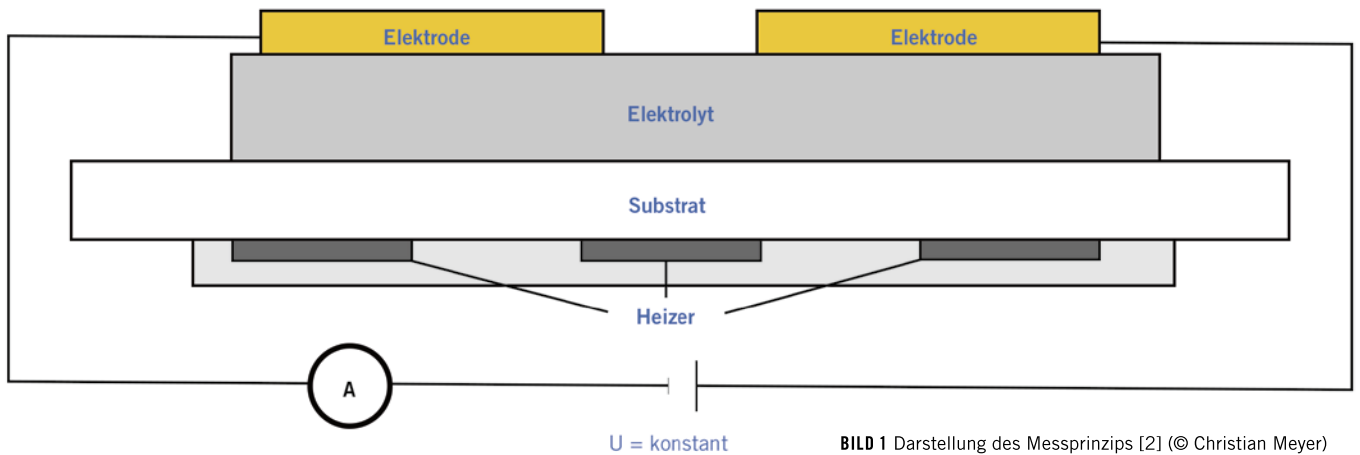 Elektrode
Elektrode
Elektrolyt
Substrat
Heizer
A
U = konstant
BILD 1 Darstellung des Messprinzips [2] (© Christian Meyer)